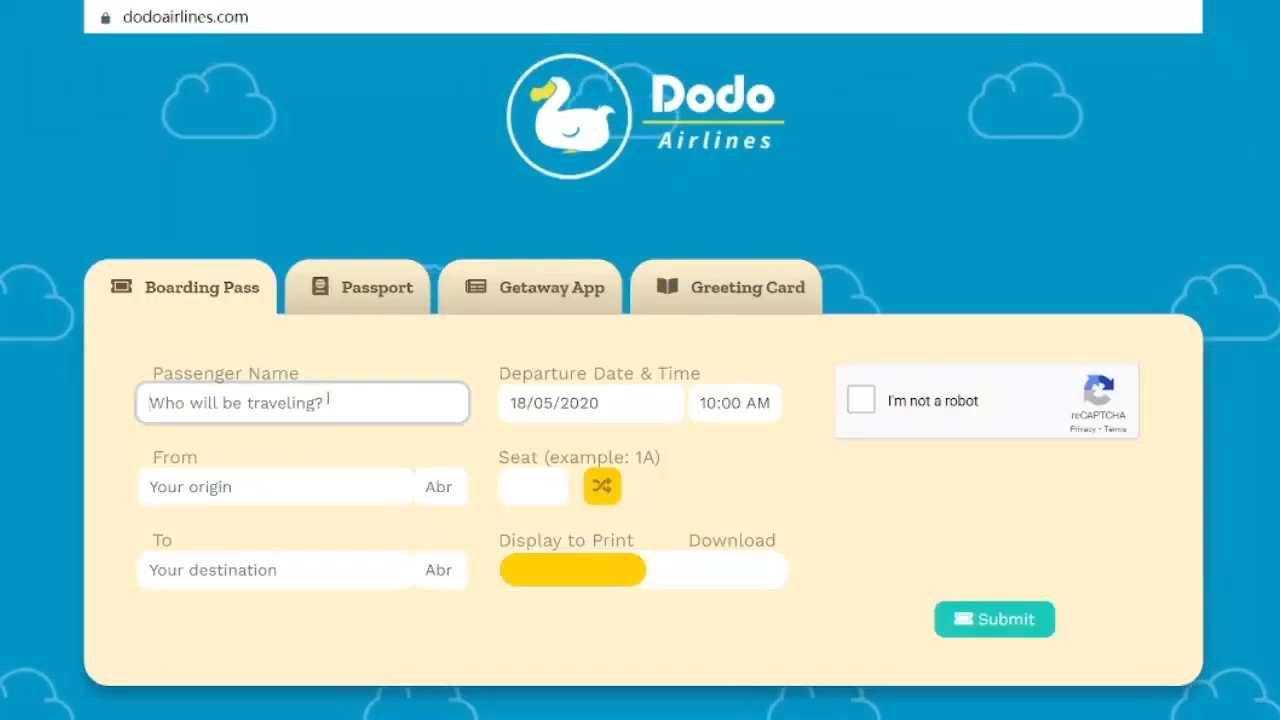 dodoairlines.com
Dodo
Airlines
Boarding Pass
Passport
Getaway App
Greeting Card
Passenger Name
Who will be traveling?
From
Your origin
Abr
To
Your destination
Abr
Departure Date & Time
18/05/2020
10:00 AM
Seat (example: 1A)
Display to Print
Download
I'm not a robot
reCAPTCHA
Privacy - Terms
Submit